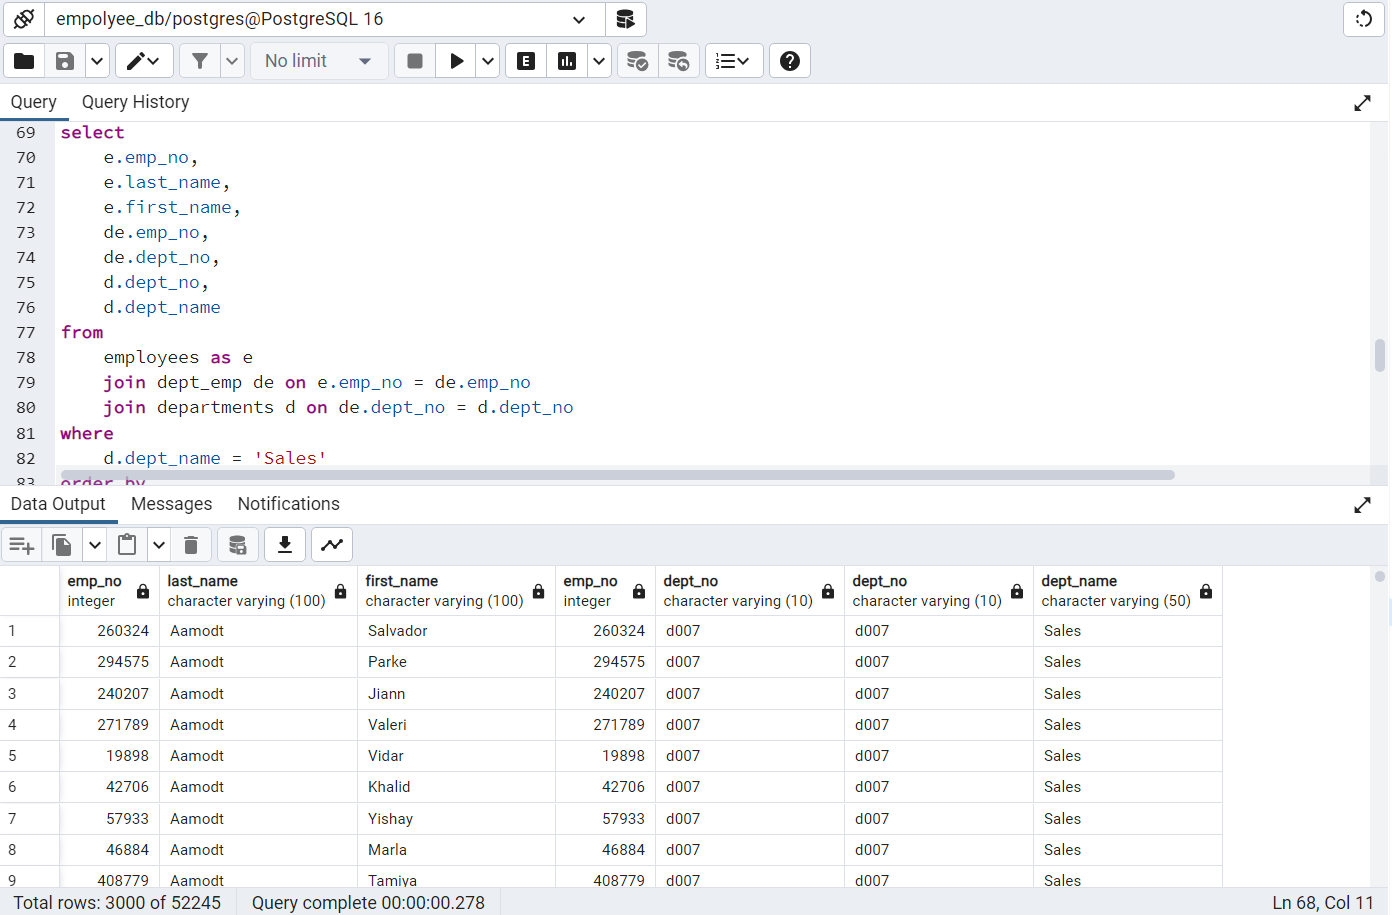 empolyee_db/postgres@PostgreSQL 16
No limit
E
Query Query History
69 select
70 e.emp_no,
71 e.last_name,
72 e.first_name,
73 de.emp_no,
74 de.dept_no,
75 d.dept_no,
76 d.dept_name
77 from
78 employees as e
79 join dept_emp de on e.emp_no = de.emp_no
80 join departments d on de.dept_no = d.dept_no
81 where
82 d.dept_name = 'Sales'
83 order by
Data Output Messages Notifications
emp_no last_name first_name emp_no dept_no dept_no dept_name
integer character varying (100) character varying (100) integer character varying (10) character varying (10) character varying (50)
1 260324 Aamodt Salvador 260324 d007 d007 Sales
2 294575 Aamodt Parke 294575 d007 d007 Sales
3 240207 Aamodt Jiann 240207 d007 d007 Sales
4 271789 Aamodt Valeri 271789 d007 d007 Sales
5 19898 Aamodt Vidar 19898 d007 d007 Sales
6 42706 Aamodt Khalid 42706 d007 d007 Sales
7 57933 Aamodt Yishay 57933 d007 d007 Sales
8 46884 Aamodt Marla 46884 d007 d007 Sales
9 408779 Aamodt Tamiya 408779 d007 d007 Sales
Total rows: 3000 of 52245 Query complete 00:00:00.278 Ln 68, Col 11